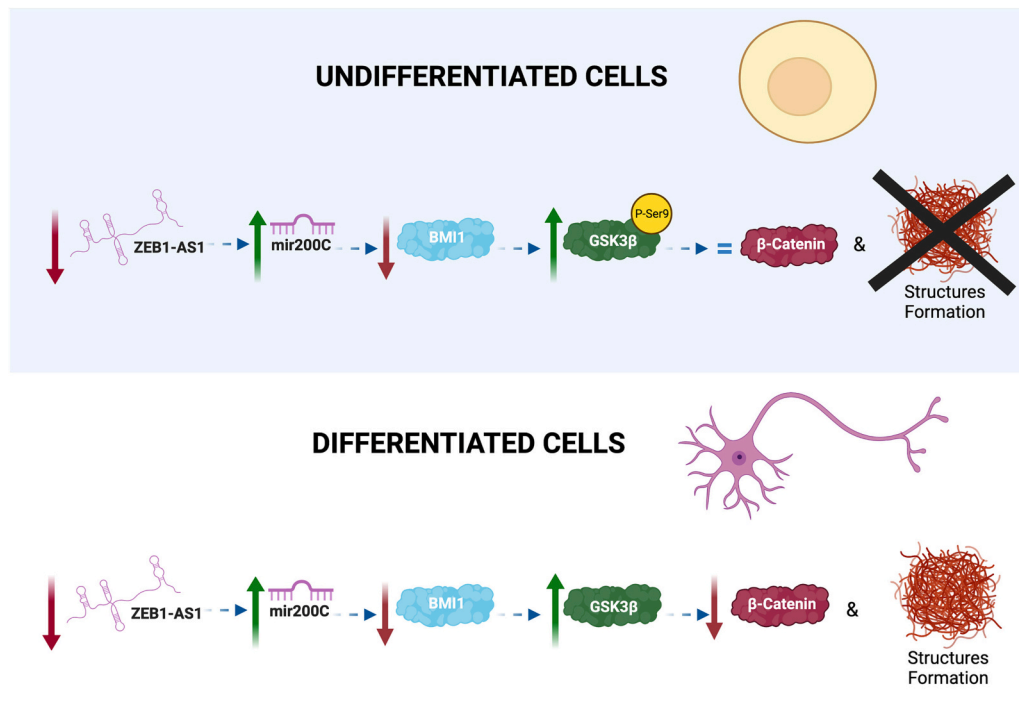 UNDIFFERENTIATED CELLS
ZEB1-AS1
mir200C
BMI1
P-Ser9
GSK3β
=
β-Catenin
&
Structures
Formation
DIFFERENTIATED CELLS
ZEB1-AS1
mir200C
BMI1
GSK3β
β-Catenin
&
Structures
Formation